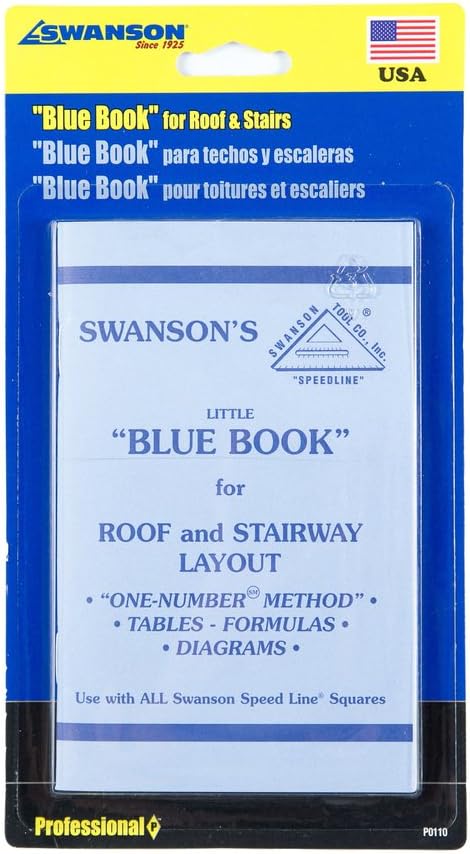 SWANSON®
Since 1925
USA
"Blue Book" for Roof & Stairs
"Blue Book" para techos y escaleras
"Blue Book" pour toitures et escaliers
SWANSON'S
SWANSON TOOL CO., Inc. ®
"SPEEDLINE"
LITTLE
“BLUE BOOK”
for
ROOF and STAIRWAY
LAYOUT
• “ONE-NUMBER℠ METHOD” •
• TABLES - FORMULAS •
• DIAGRAMS •
Use with ALL Swanson Speed Line® Squares
Professional P
P0110